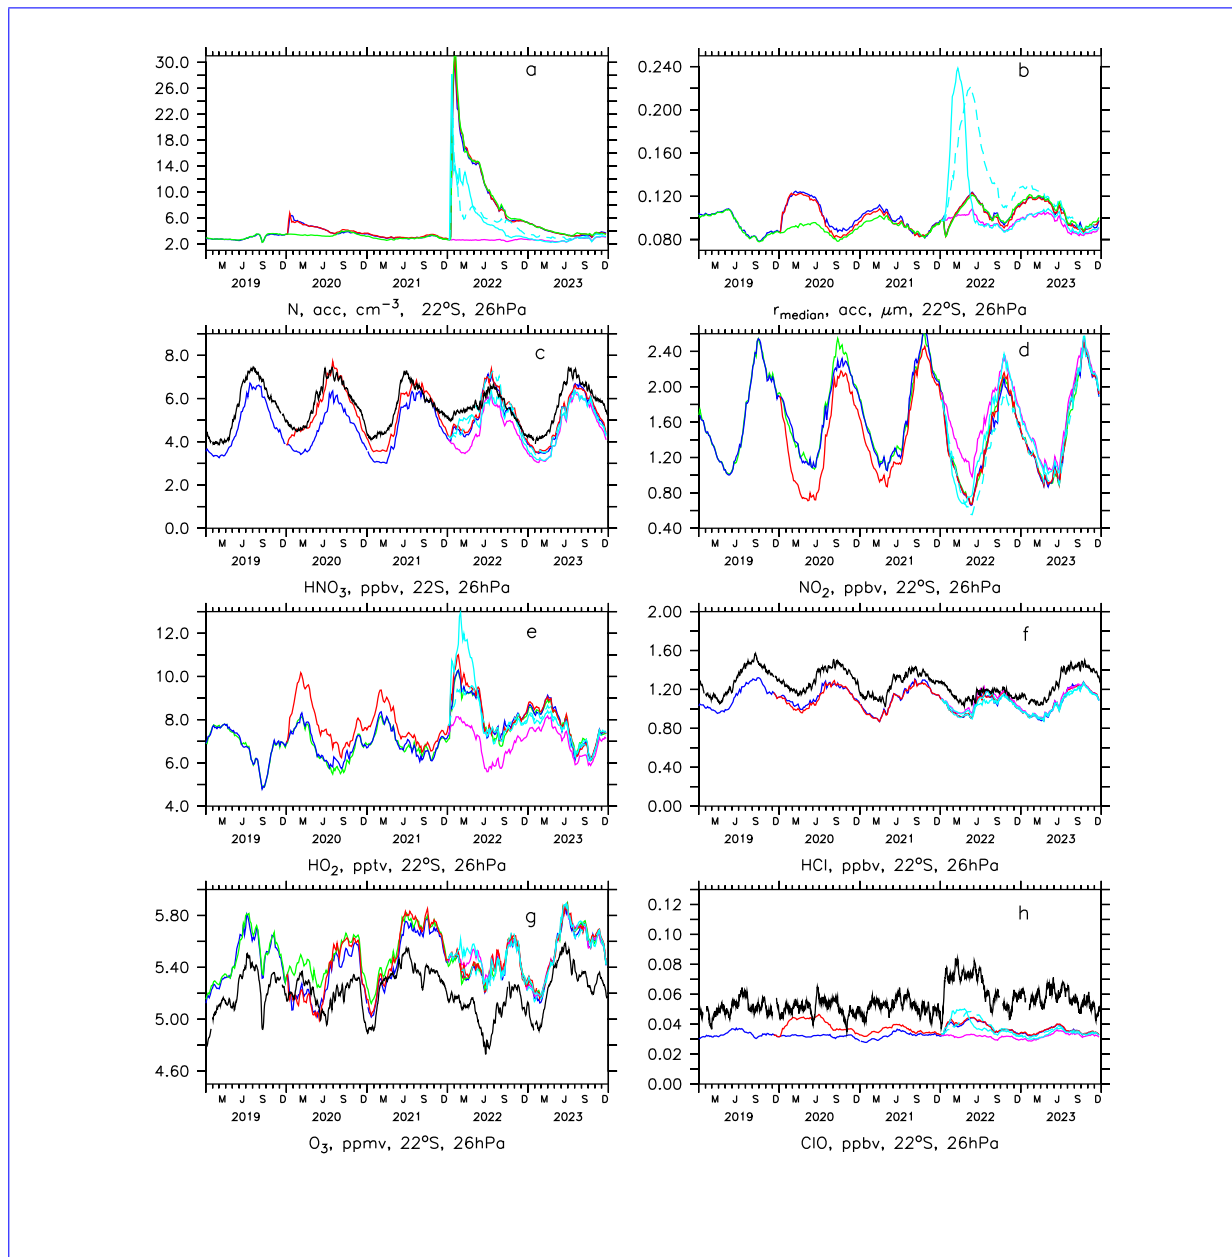 a
30.0
26.0
22.0
18.0
14.0
10.0
6.0
2.0
M J S D M J S D M J S D M J S D M J S D
2019 2020 2021 2022 2023
N, acc, cm⁻³, 22°S, 26hPa
b
0.240
0.200
0.160
0.120
0.080
M J S D M J S D M J S D M J S D M J S D
2019 2020 2021 2022 2023
r_median, acc, μm, 22°S, 26hPa
c
8.0
6.0
4.0
2.0
0.0
M J S D M J S D M J S D M J S D M J S D
2019 2020 2021 2022 2023
HNO₃, ppbv, 22S, 26hPa
d
2.40
2.00
1.60
1.20
0.80
0.40
M J S D M J S D M J S D M J S D M J S D
2019 2020 2021 2022 2023
NO₂, ppbv, 22°S, 26hPa
e
12.0
10.0
8.0
6.0
4.0
M J S D M J S D M J S D M J S D M J S D
2019 2020 2021 2022 2023
HO₂, pptv, 22°S, 26hPa
f
2.00
1.60
1.20
0.80
0.40
0.00
M J S D M J S D M J S D M J S D M J S D
2019 2020 2021 2022 2023
HCl, ppbv, 22°S, 26hPa
g
5.80
5.40
5.00
4.60
M J S D M J S D M J S D M J S D M J S D
2019 2020 2021 2022 2023
O₃, ppmv, 22°S, 26hPa
h
0.12
0.10
0.08
0.06
0.04
0.02
0.00
M J S D M J S D M J S D M J S D M J S D
2019 2020 2021 2022 2023
ClO, ppbv, 22°S, 26hPa